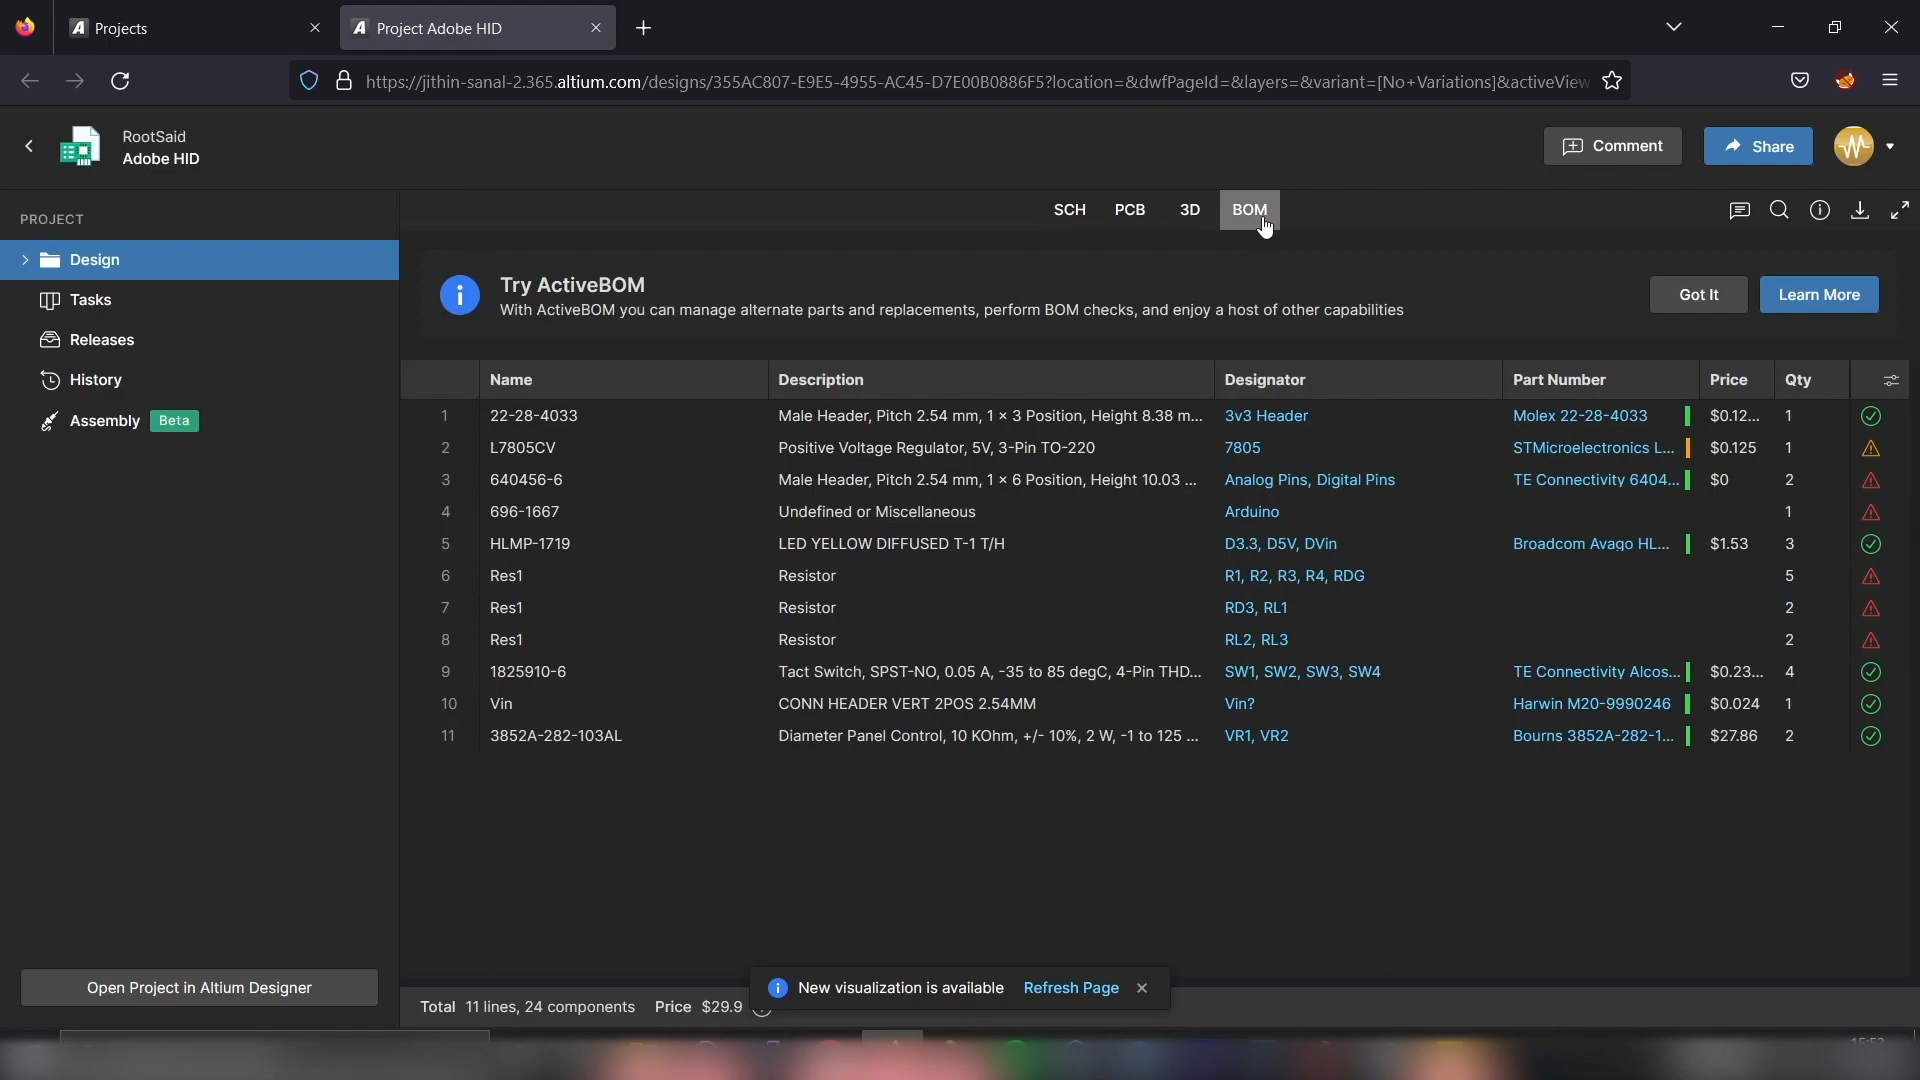 Projects
Project Adobe HID
https://jithin-sanal-2.365.altium.com/designs/355AC807-E9E5-4955-AC45-D7E00B0886F5?location=&dwfPageId=&layers=&variant=[No+Variations]&activeView
RootSaid
Adobe HID
Comment
Share
PROJECT
SCH PCB 3D BOM
Design
Tasks
Releases
History
Assembly Beta
Try ActiveBOM
With ActiveBOM you can manage alternate parts and replacements, perform BOM checks, and enjoy a host of other capabilities
Got It
Learn More
Name Description Designator Part Number Price Qty
1 22-28-4033 Male Header, Pitch 2.54 mm, 1 × 3 Position, Height 8.38 m... 3v3 Header Molex 22-28-4033 $0.12... 1
2 L7805CV Positive Voltage Regulator, 5V, 3-Pin TO-220 7805 STMicroelectronics L... $0.125 1
3 640456-6 Male Header, Pitch 2.54 mm, 1 × 6 Position, Height 10.03 ... Analog Pins, Digital Pins TE Connectivity 6404... $0 2
4 696-1667 Undefined or Miscellaneous Arduino 1
5 HLMP-1719 LED YELLOW DIFFUSED T-1 T/H D3.3, D5V, DVin Broadcom Avago HL... $1.53 3
6 Res1 Resistor R1, R2, R3, R4, RDG 5
7 Res1 Resistor RD3, RL1 2
8 Res1 Resistor RL2, RL3 2
9 1825910-6 Tact Switch, SPST-NO, 0.05 A, -35 to 85 degC, 4-Pin THD... SW1, SW2, SW3, SW4 TE Connectivity Alcos... $0.23... 4
10 Vin CONN HEADER VERT 2POS 2.54MM Vin? Harwin M20-9990246 $0.024 1
11 3852A-282-103AL Diameter Panel Control, 10 KOhm, +/- 10%, 2 W, -1 to 125 ... VR1, VR2 Bourns 3852A-282-1... $27.86 2
Open Project in Altium Designer
New visualization is available Refresh Page
Total 11 lines, 24 components Price $29.9